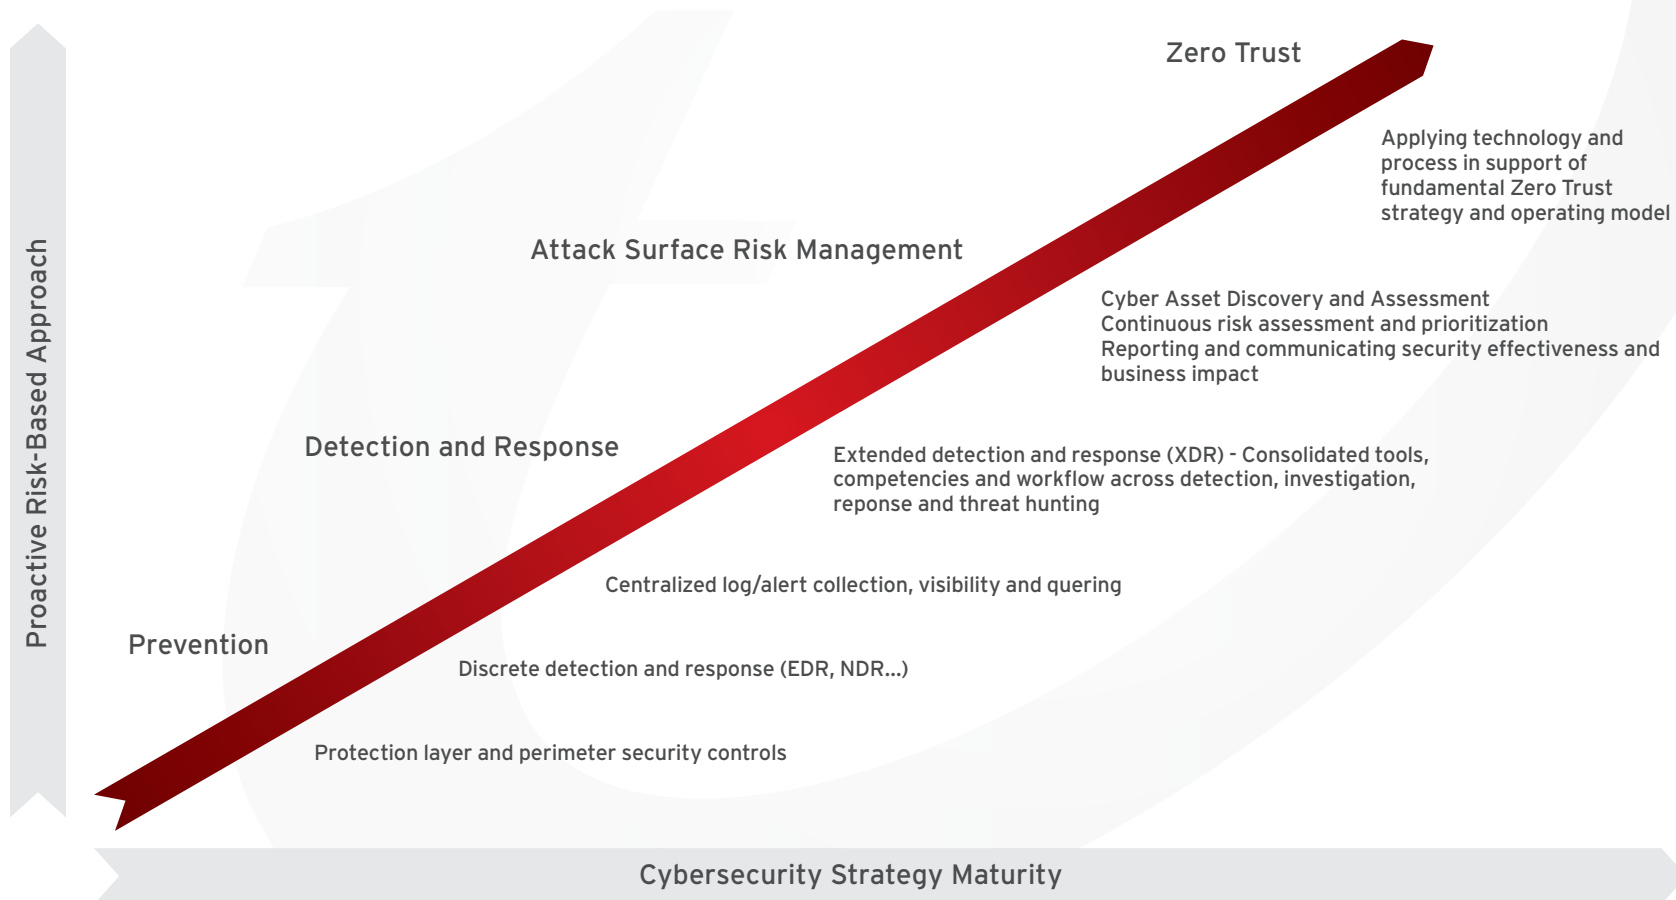 Zero Trust
Applying technology and
process in support of
fundamental Zero Trust
strategy and operating model
Attack Surface Risk Management
Cyber Asset Discovery and Assessment
Continuous risk assessment and prioritization
Reporting and communicating security effectiveness and
business impact
Detection and Response
Extended detection and response (XDR) - Consolidated tools,
competencies and workflow across detection, investigation,
reponse and threat hunting
Centralized log/alert collection, visibility and quering
Prevention
Discrete detection and response (EDR, NDR...)
Protection layer and perimeter security controls
Proactive Risk-Based Approach
Cybersecurity Strategy Maturity